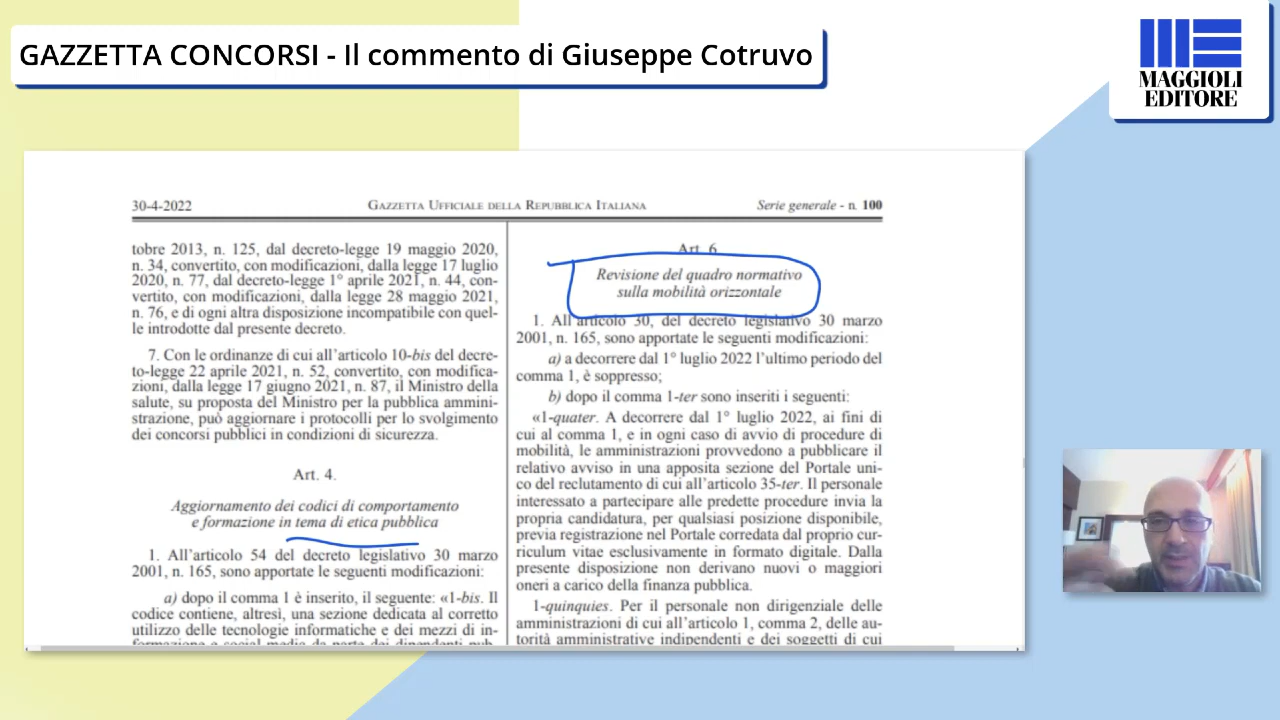 GAZZETTA CONCORSI - Il commento di Giuseppe Cotruvo
MAGGIOLI
EDITORE
30-4-2022
GAZZETTA UFFICIALE DELLA REPUBBLICA ITALIANA
Serie generale - n. 100
tobre 2013, n. 125, dal decreto-legge 19 maggio 2020,
n. 34, convertito, con modificazioni, dalla legge 17 luglio
2020, n. 77, dal decreto-legge 1° aprile 2021, n. 44, con-
vertito, con modificazioni, dalla legge 28 maggio 2021,
n. 76, e di ogni altra disposizione incompatibile con quel-
le introdotte dal presente decreto.
7. Con le ordinanze di cui all'articolo 10-bis del decre-
to-legge 22 aprile 2021, n. 52, convertito, con modifica-
zioni, dalla legge 17 giugno 2021, n. 87, il Ministro della
salute, su proposta del Ministro per la pubblica ammini-
strazione, può aggiornare i protocolli per lo svolgimento
dei concorsi pubblici in condizioni di sicurezza.
Art. 4.
Aggiornamento dei codici di comportamento
e formazione in tema di etica pubblica
1. All'articolo 54 del decreto legislativo 30 marzo
2001, n. 165, sono apportate le seguenti modificazioni:
a) dopo il comma 1 è inserito, il seguente: «1-bis. Il
codice contiene, altresì, una sezione dedicata al corretto
utilizzo delle tecnologie informatiche e dei mezzi di in-
formazione e social media da parte dei dipendenti pub-
Art. 6
Revisione del quadro normativo
sulla mobilità orizzontale
1. All'articolo 30, del decreto legislativo 30 marzo
2001, n. 165, sono apportate le seguenti modificazioni:
a) a decorrere dal 1° luglio 2022 l'ultimo periodo del
comma 1, è soppresso;
b) dopo il comma 1-ter sono inseriti i seguenti:
«1-quater. A decorrere dal 1° luglio 2022, ai fini di
cui al comma 1, e in ogni caso di avvio di procedure di
mobilità, le amministrazioni provvedono a pubblicare il
relativo avviso in una apposita sezione del Portale uni-
co del reclutamento di cui all'articolo 35-ter. Il personale
interessato a partecipare alle predette procedure invia la
propria candidatura, per qualsiasi posizione disponibile,
previa registrazione nel Portale corredata dal proprio cur-
riculum vitae esclusivamente in formato digitale. Dalla
presente disposizione non derivano nuovi o maggiori
oneri a carico della finanza pubblica.
1-quinquies. Per il personale non dirigenziale delle
amministrazioni di cui all'articolo 1, comma 2, delle au-
torità amministrative indipendenti e dei soggetti di cui